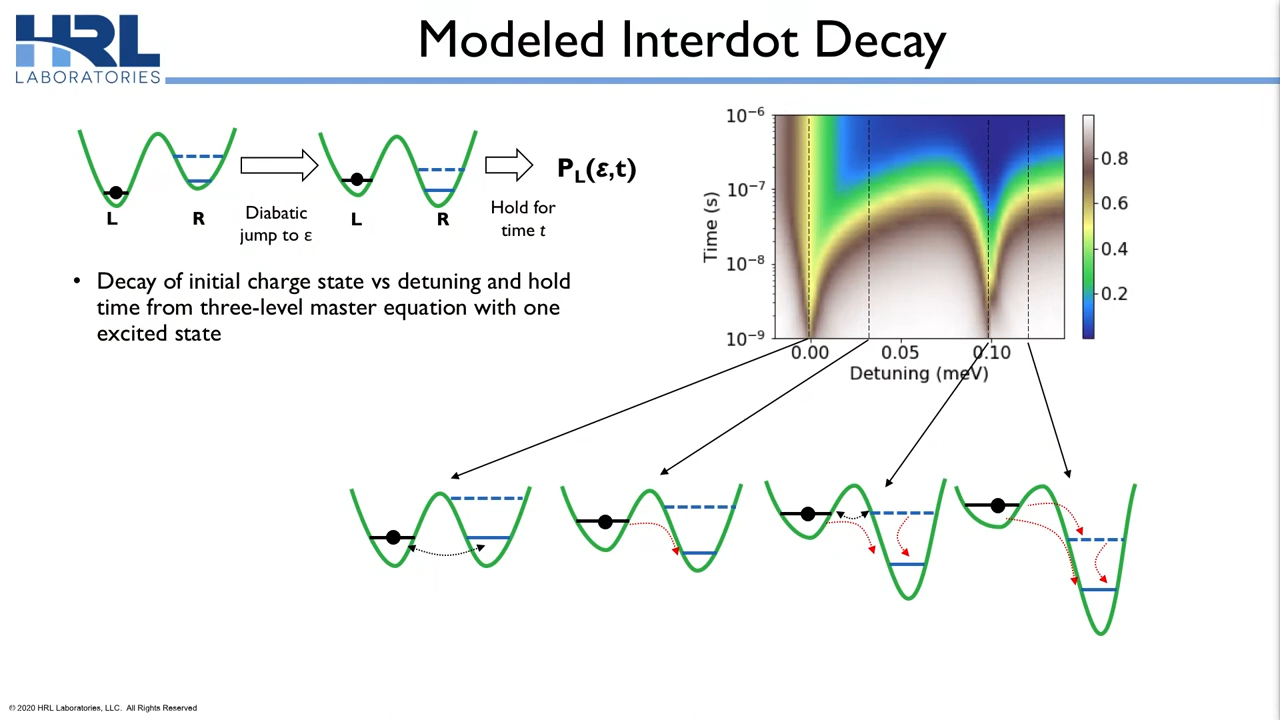 HRL
LABORATORIES
Modeled Interdot Decay
L
R
Diabatic
jump to ε
L
R
Hold for
time t
P_L(ε,t)
• Decay of initial charge state vs detuning and hold
time from three-level master equation with one
excited state
Time (s)
10⁻⁶
10⁻⁷
10⁻⁸
10⁻⁹
0.00
0.05
0.10
Detuning (meV)
0.8
0.6
0.4
0.2
© 2020 HRL Laboratories, LLC. All Rights Reserved